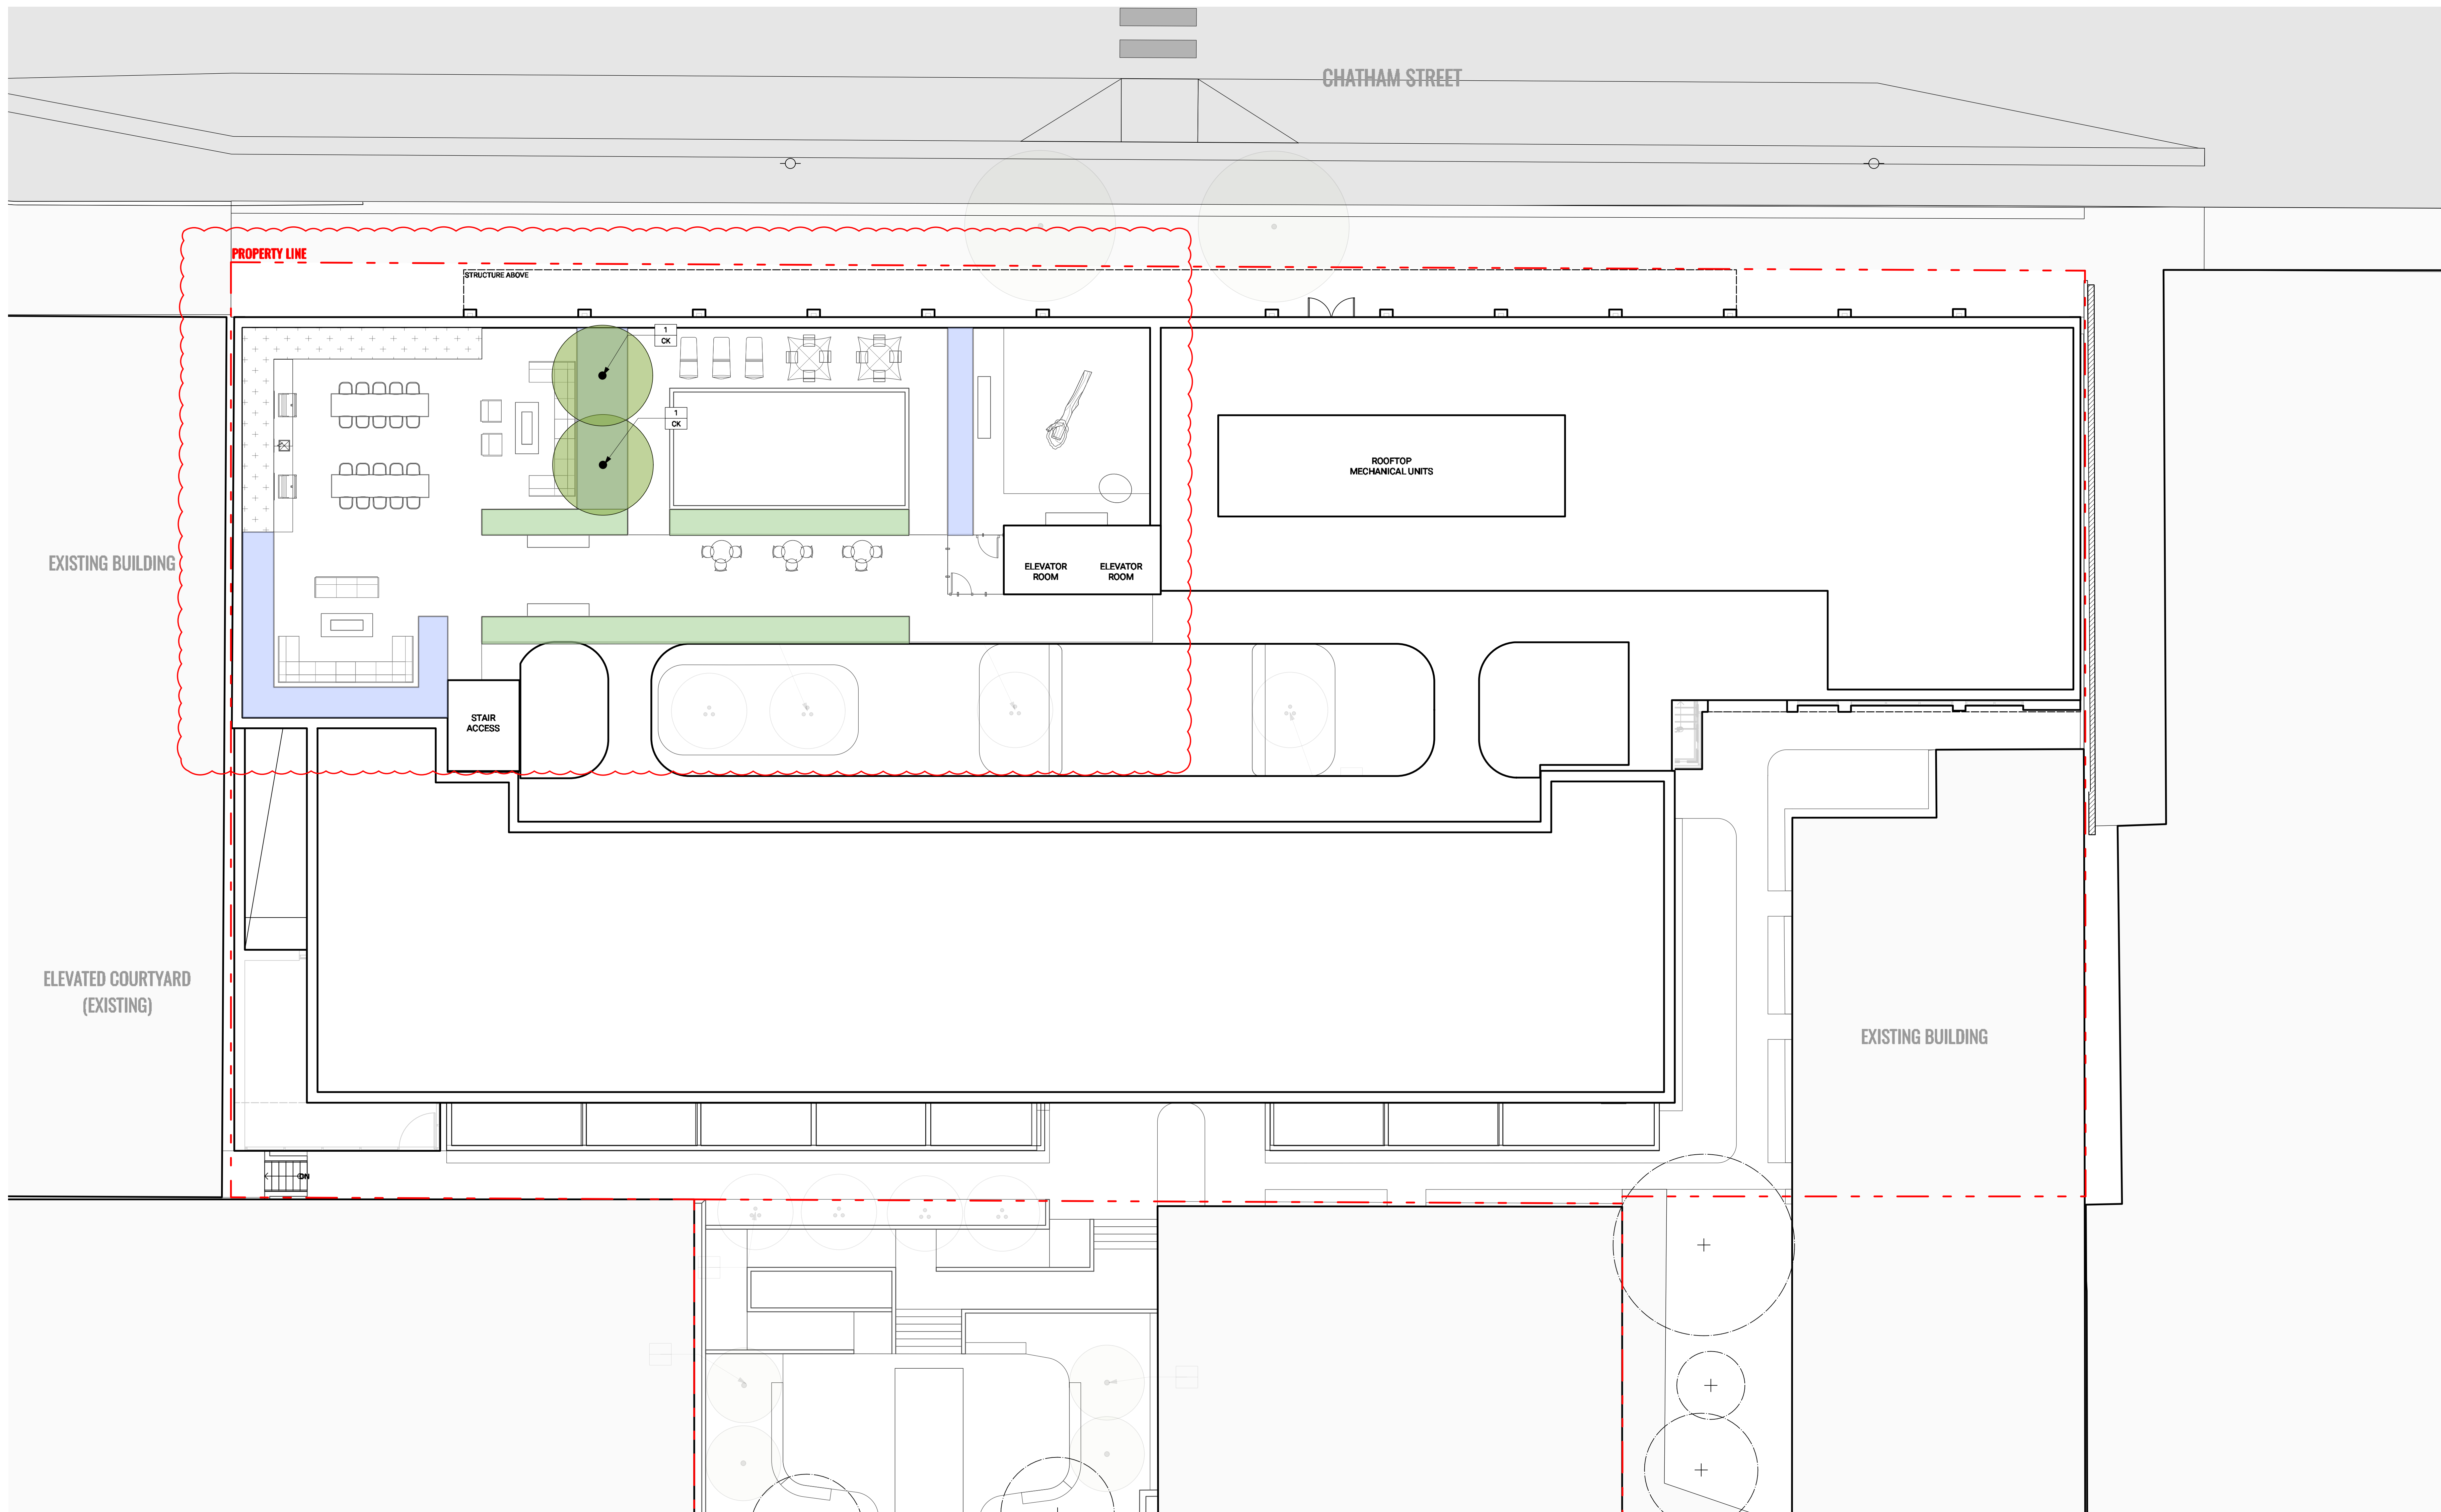 CHATHAM STREET
PROPERTY LINE
STRUCTURE ABOVE
1
CK
1
CK
ROOFTOP
MECHANICAL UNITS
EXISTING BUILDING
ELEVATOR
ROOM
ELEVATOR
ROOM
STAIR
ACCESS
ELEVATED COURTYARD
(EXISTING)
EXISTING BUILDING
DN